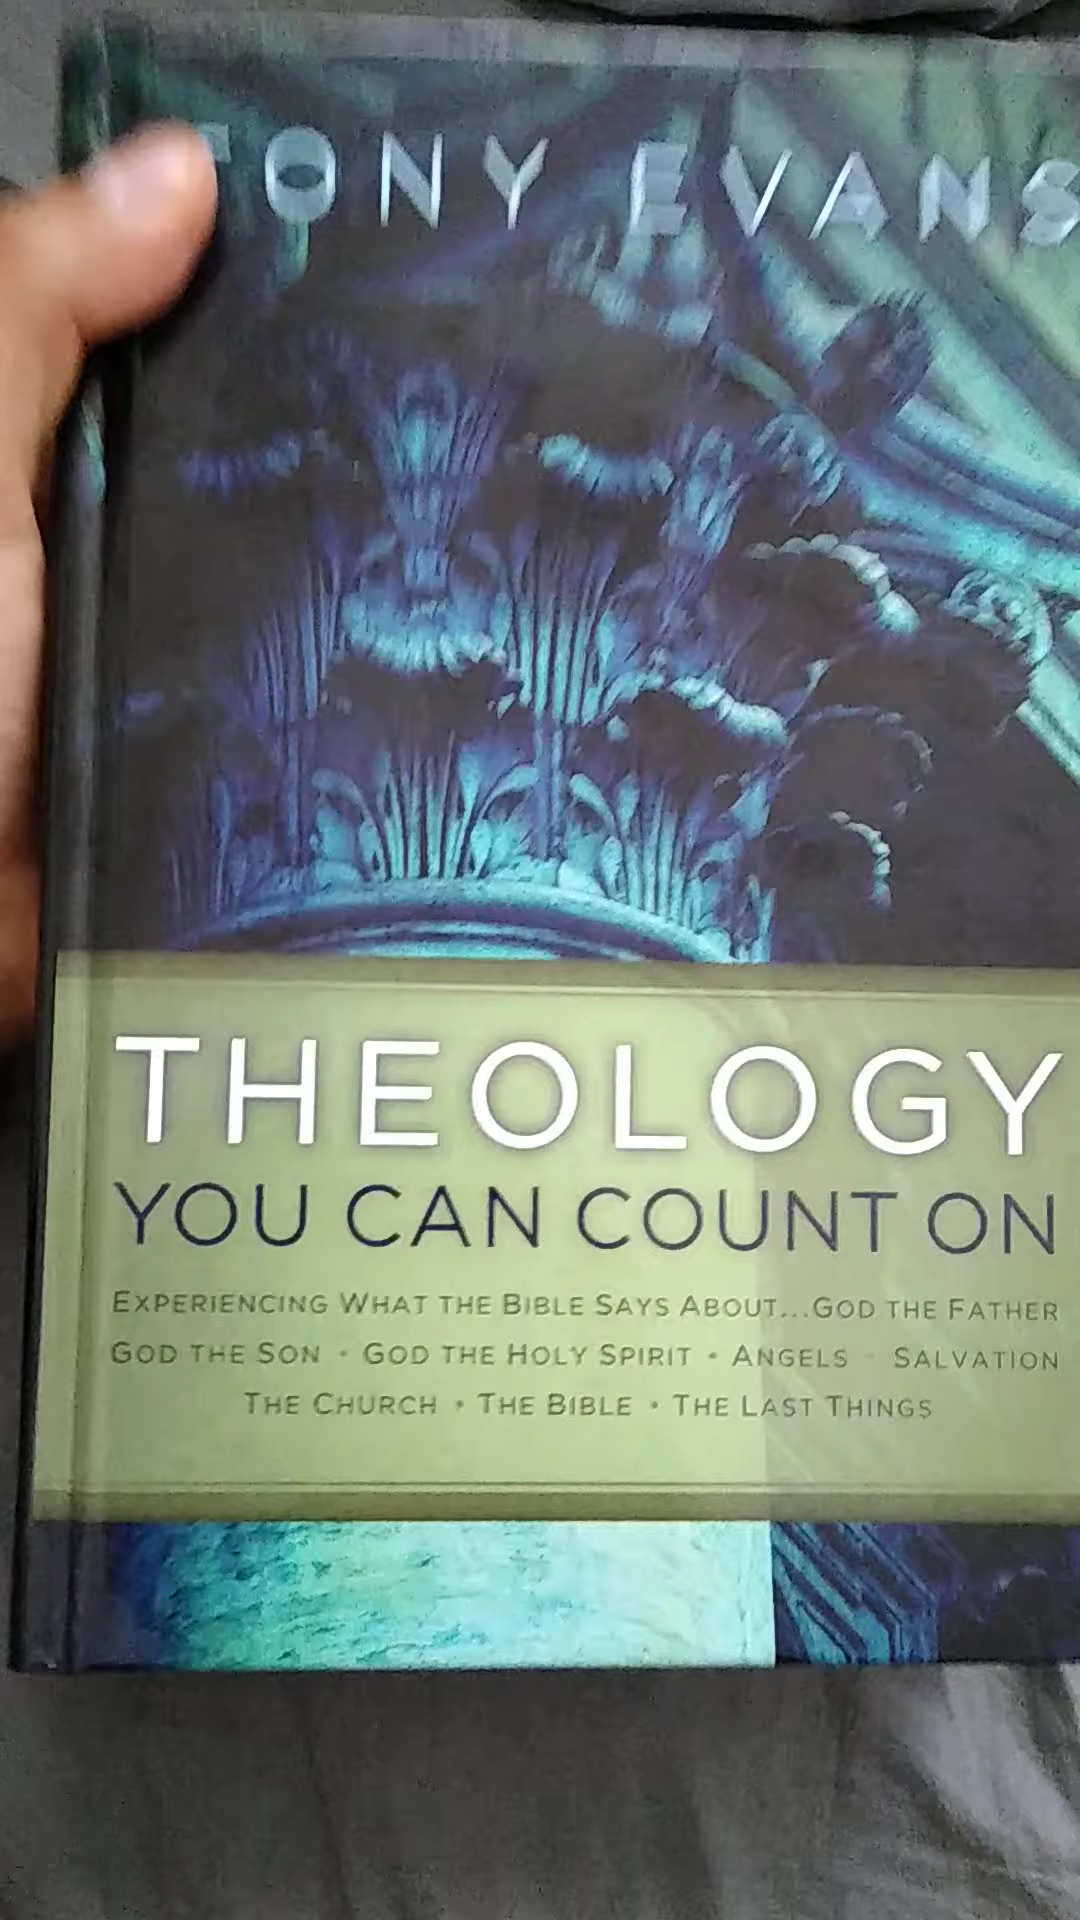 TONY EVANS
THEOLOGY
YOU CAN COUNT ON
EXPERIENCING WHAT THE BIBLE SAYS ABOUT...GOD THE FATHER
GOD THE SON • GOD THE HOLY SPIRIT • ANGELS • SALVATION
THE CHURCH • THE BIBLE • THE LAST THINGS